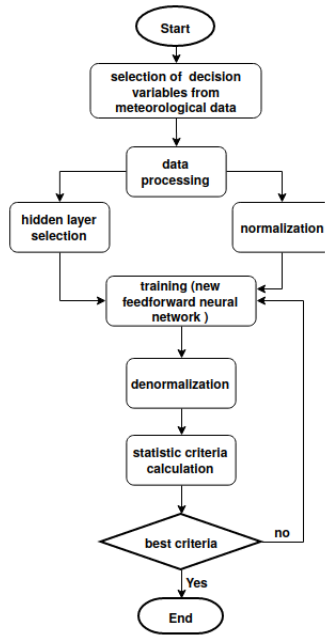 Start
selection of decision
variables from
meteorological data
data
processing
hidden layer
selection
normalization
training (new
feedforward neural
network )
denormalization
statistic criteria
calculation
best criteria
no
Yes
End